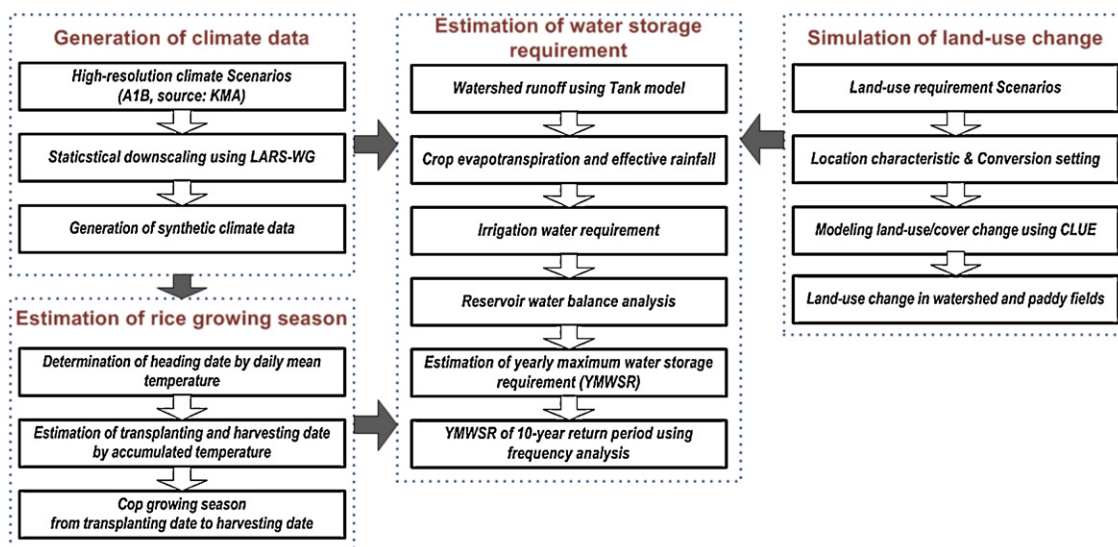 Generation of climate data
High-resolution climate Scenarios
(A1B, source: KMA)
Staticstical downscaling using LARS-WG
Generation of synthetic climate data
Estimation of rice growing season
Determination of heading date by daily mean
temperature
Estimation of transplanting and harvesting date
by accumulated temperature
Cop growing season
from transplanting date to harvesting date
Estimation of water storage
requirement
Watershed runoff using Tank model
Crop evapotranspiration and effective rainfall
Irrigation water requirement
Reservoir water balance analysis
Estimation of yearly maximum water storage
requirement (YMWSR)
YMWSR of 10-year return period using
frequency analysis
Simulation of land-use change
Land-use requirement Scenarios
Location characteristic & Conversion setting
Modeling land-use/cover change using CLUE
Land-use change in watershed and paddy fields